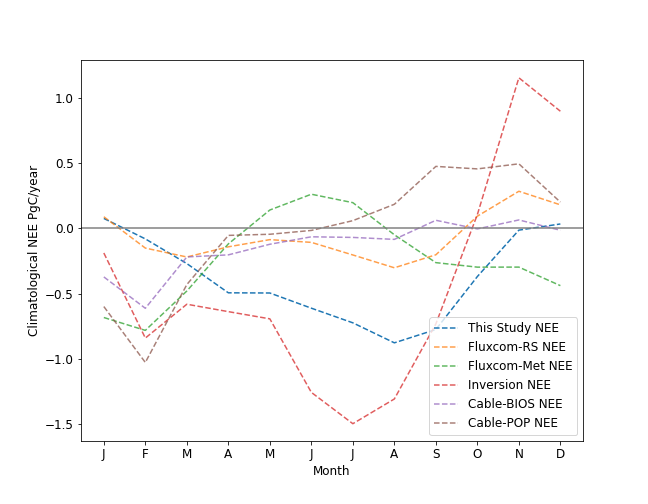 Climatological NEE PgC/year
1.0
0.5
0.0
−0.5
−1.0
−1.5
This Study NEE
Fluxcom-RS NEE
Fluxcom-Met NEE
Inversion NEE
Cable-BIOS NEE
Cable-POP NEE
J F M A M J J A S O N D
Month